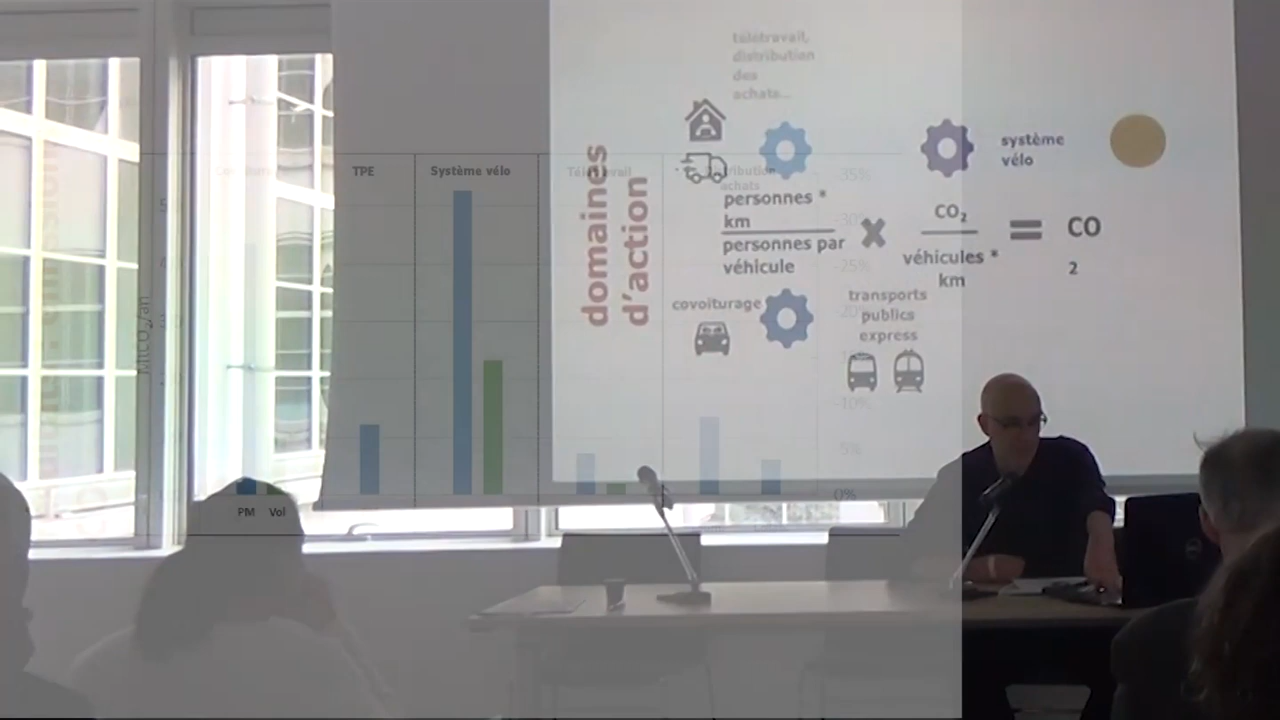 télétravail,
distribution
des
achats...
système
vélo
domaines
d'action
personnes *
km
personnes par
véhicule
CO2
véhicules *
km
=
CO
2
covoiturage
transports
publics
express
TPE
Système vélo
Télétravail
achats
MtCO2/an
-35%
-30%
-25%
-10%
5%
0%
PM Vol